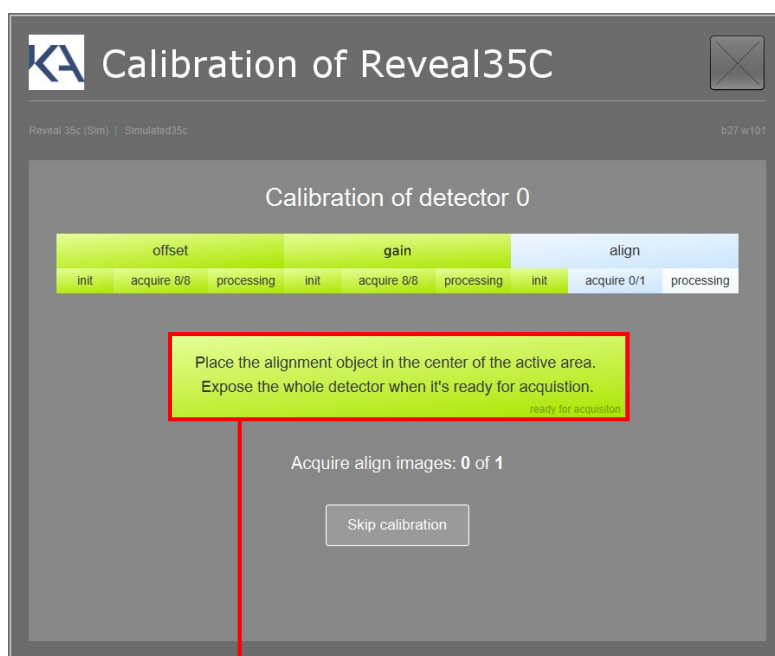 KA Calibration of Reveal35C
Reveal 35c (Sim) | Simulated35c b27 w101
Calibration of detector 0
offset gain align
init acquire 8/8 processing init acquire 8/8 processing init acquire 0/1 processing
Place the alignment object in the center of the active area.
Expose the whole detector when it's ready for acquistion.
ready for acquisiton
Acquire align images: 0 of 1
Skip calibration